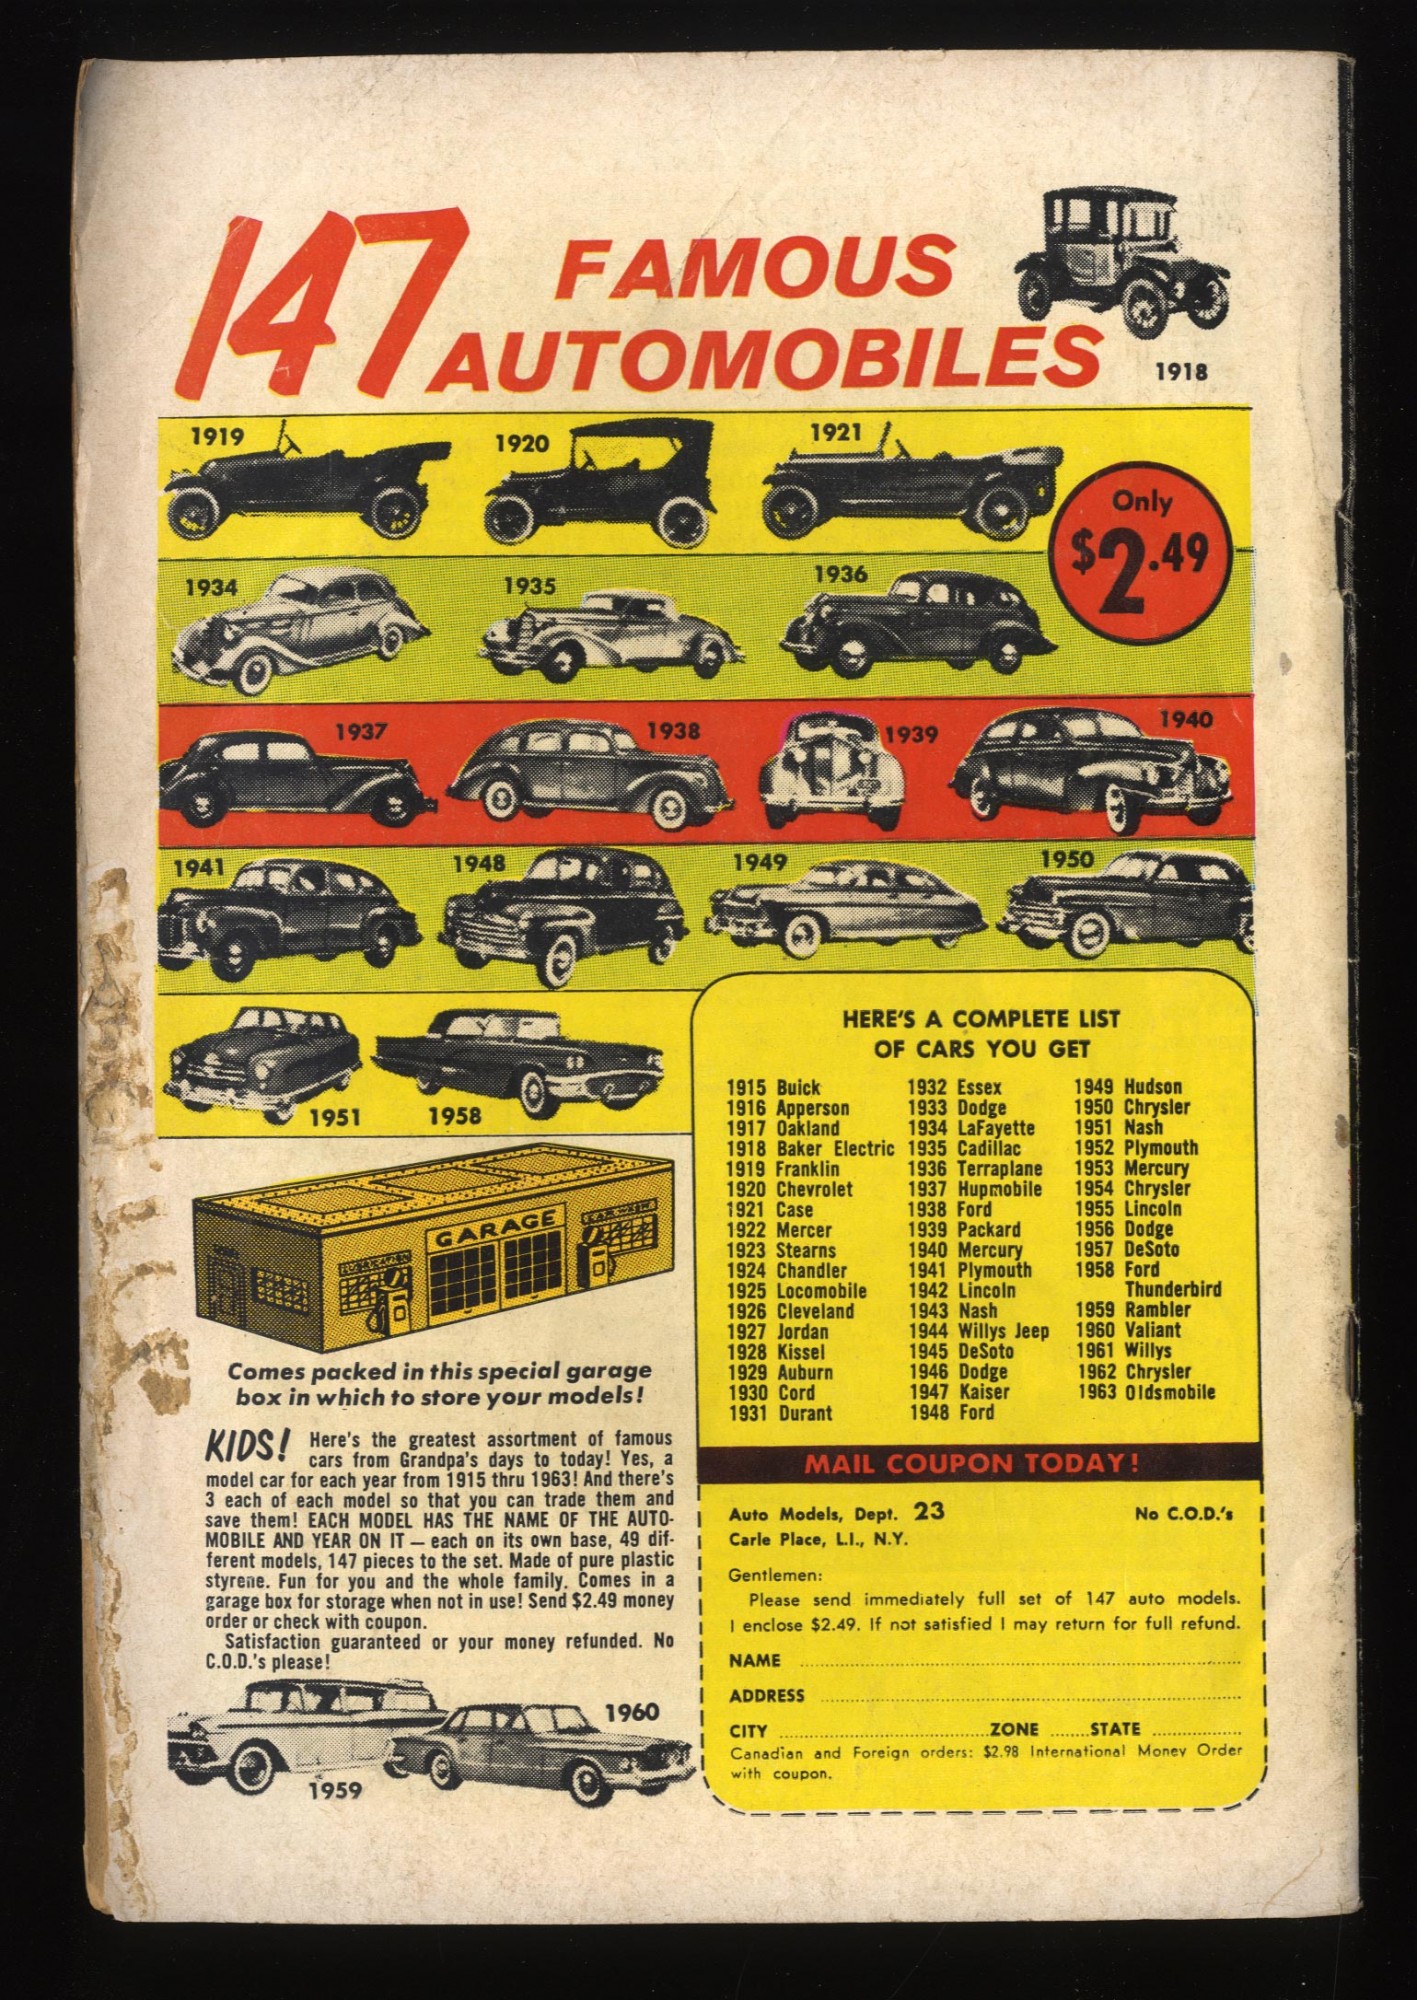 147 FAMOUS
AUTOMOBILES
1918
1919
1920
1921
Only
$2.49
1934
1935
1936
1937
1938
1939
1940
1941
1948
1949
1950
1951
1958
GARAGE
LUBRICATION
CAR WASH
Comes packed in this special garage
box in which to store your models!
KIDS! Here's the greatest assortment of famous
cars from Grandpa's days to today! Yes, a
model car for each year from 1915 thru 1963! And there's
3 each of each model so that you can trade them and
save them! EACH MODEL HAS THE NAME OF THE AUTO-
MOBILE AND YEAR ON IT — each on its own base, 49 dif-
ferent models, 147 pieces to the set. Made of pure plastic
styrene. Fun for you and the whole family. Comes in a
garage box for storage when not in use! Send $2.49 money
order or check with coupon.
Satisfaction guaranteed or your money refunded. No
C.O.D.'s please!
1959
1960
HERE'S A COMPLETE LIST
OF CARS YOU GET
1915 Buick
1916 Apperson
1917 Oakland
1918 Baker Electric
1919 Franklin
1920 Chevrolet
1921 Case
1922 Mercer
1923 Stearns
1924 Chandler
1925 Locomobile
1926 Cleveland
1927 Jordan
1928 Kissel
1929 Auburn
1930 Cord
1931 Durant
1932 Essex
1933 Dodge
1934 LaFayette
1935 Cadillac
1936 Terraplane
1937 Hupmobile
1938 Ford
1939 Packard
1940 Mercury
1941 Plymouth
1942 Lincoln
1943 Nash
1944 Willys Jeep
1945 DeSoto
1946 Dodge
1947 Kaiser
1948 Ford
1949 Hudson
1950 Chrysler
1951 Nash
1952 Plymouth
1953 Mercury
1954 Chrysler
1955 Lincoln
1956 Dodge
1957 DeSoto
1958 Ford
Thunderbird
1959 Rambler
1960 Valiant
1961 Willys
1962 Chrysler
1963 Oldsmobile
MAIL COUPON TODAY!
Auto Models, Dept. 23 No C.O.D.'s
Carle Place, L.I., N.Y.
Gentlemen:
Please send immediately full set of 147 auto models.
I enclose $2.49. If not satisfied I may return for full refund.
NAME
ADDRESS
CITY ZONE STATE
Canadian and Foreign orders: $2.98 International Money Order
with coupon.